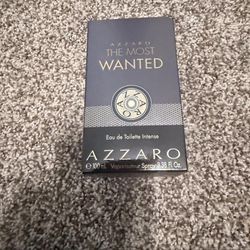 AZZARO
THE MOST
WANTED
Eau de Toilette Intense
AZZARO
℮ 100 mL Vaporisateur Spray 3.38 Fl. Oz.